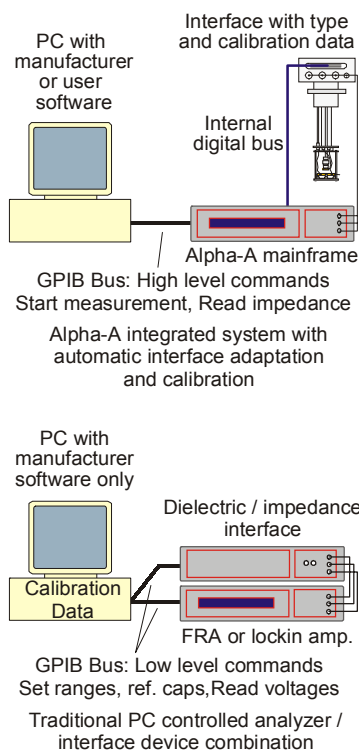 Interface with type
and calibration data
PC with
manufacturer
or user
software
Internal
digital bus
Alpha-A mainframe
GPIB Bus: High level commands
Start measurement, Read impedance
Alpha-A integrated system with
automatic interface adaptation
and calibration
PC with
manufacturer
software only
Dielectric / impedance
interface
Calibration
Data
FRA or lockin amp.
GPIB Bus: Low level commands
Set ranges, ref. caps,Read voltages
Traditional PC controlled analyzer /
interface device combination